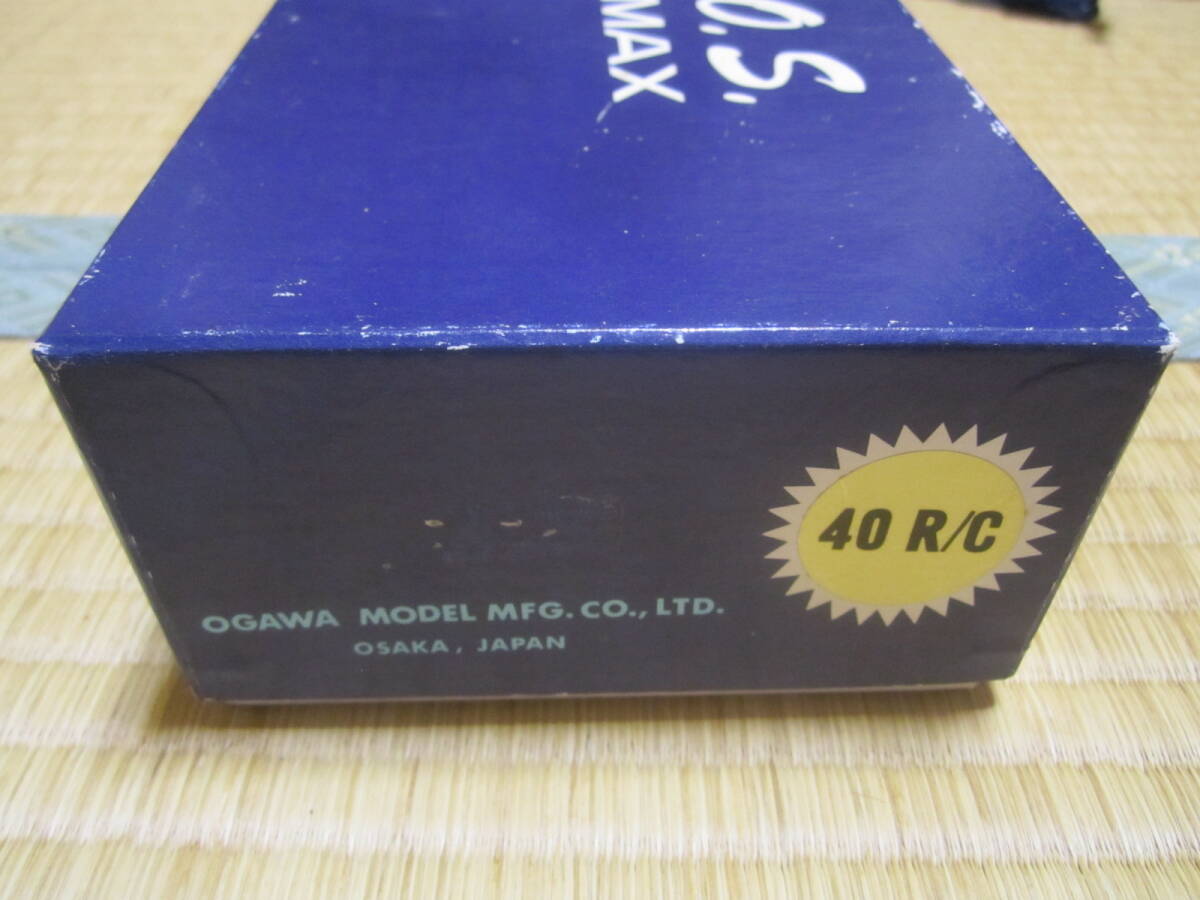 O.S.
MAX
40 R/C
OGAWA MODEL MFG. CO., LTD.
OSAKA, JAPAN